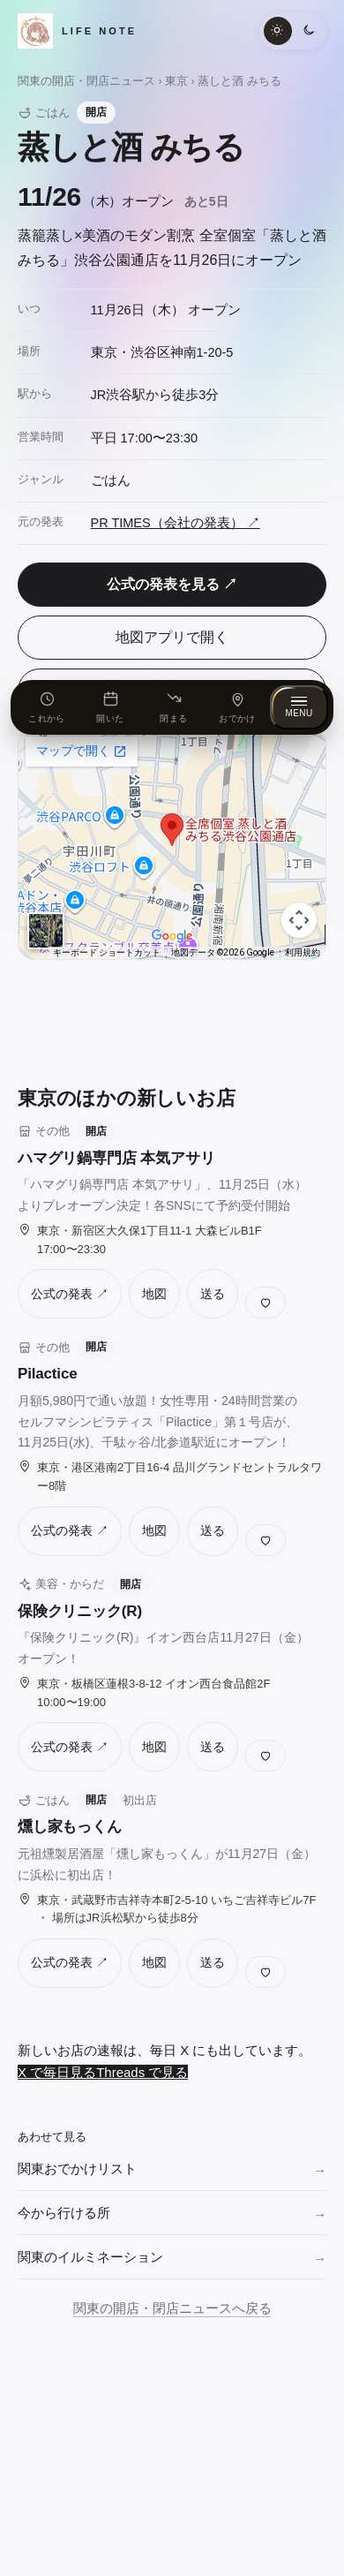 LIFE NOTE
関東の開店・閉店ニュース › 東京 › 蒸しと酒 みちる
ごはん 開店
蒸しと酒 みちる
11/26（木）オープン あと5日
蒸籠蒸し×美酒のモダン割烹 全室個室「蒸しと酒
みちる」渋谷公園通店を11月26日にオープン
いつ 11月26日（木） オープン
場所 東京・渋谷区神南1-20-5
駅から JR渋谷駅から徒歩3分
営業時間 平日 17:00〜23:30
ジャンル ごはん
元の発表 PR TIMES（会社の発表） ↗
公式の発表を見る ↗
地図アプリで開く
これから 開いた 閉まる おでかけ MENU
マップで開く
1丁目
公園通り
渋谷PARCO
全席個室 蒸しと酒
みちる渋谷公園通店
宇田川町
渋谷ロフト
1丁目
夢二通り
Aドン・
渋谷本店
井の頭通り
公園通り
湘南新宿
スクランブル交差点
Google
キーボード ショートカット 地図データ ©2026 Google 利用規約
東京のほかの新しいお店
その他 開店
ハマグリ鍋専門店 本気アサリ
「ハマグリ鍋専門店 本気アサリ」、11月25日（水）
よりプレオープン決定！各SNSにて予約受付開始
東京・新宿区大久保1丁目11-1 大森ビルB1F
17:00〜23:30
公式の発表 ↗ 地図 送る
その他 開店
Pilactice
月額5,980円で通い放題！女性専用・24時間営業の
セルフマシンピラティス「Pilactice」第１号店が、
11月25日(水)、千駄ヶ谷/北参道駅近にオープン！
東京・港区港南2丁目16-4 品川グランドセントラルタワ
ー8階
公式の発表 ↗ 地図 送る
美容・からだ 開店
保険クリニック(R)
『保険クリニック(R)』イオン西台店11月27日（金）
オープン！
東京・板橋区蓮根3-8-12 イオン西台食品館2F
10:00〜19:00
公式の発表 ↗ 地図 送る
ごはん 開店 初出店
燻し家もっくん
元祖燻製居酒屋「燻し家もっくん」が11月27日（金）
に浜松に初出店！
東京・武蔵野市吉祥寺本町2-5-10 いちご吉祥寺ビル7F
・ 場所はJR浜松駅から徒歩8分
公式の発表 ↗ 地図 送る
新しいお店の速報は、毎日 X にも出しています。
X で毎日見るThreads で見る
あわせて見る
関東おでかけリスト →
今から行ける所 →
関東のイルミネーション →
関東の開店・閉店ニュースへ戻る